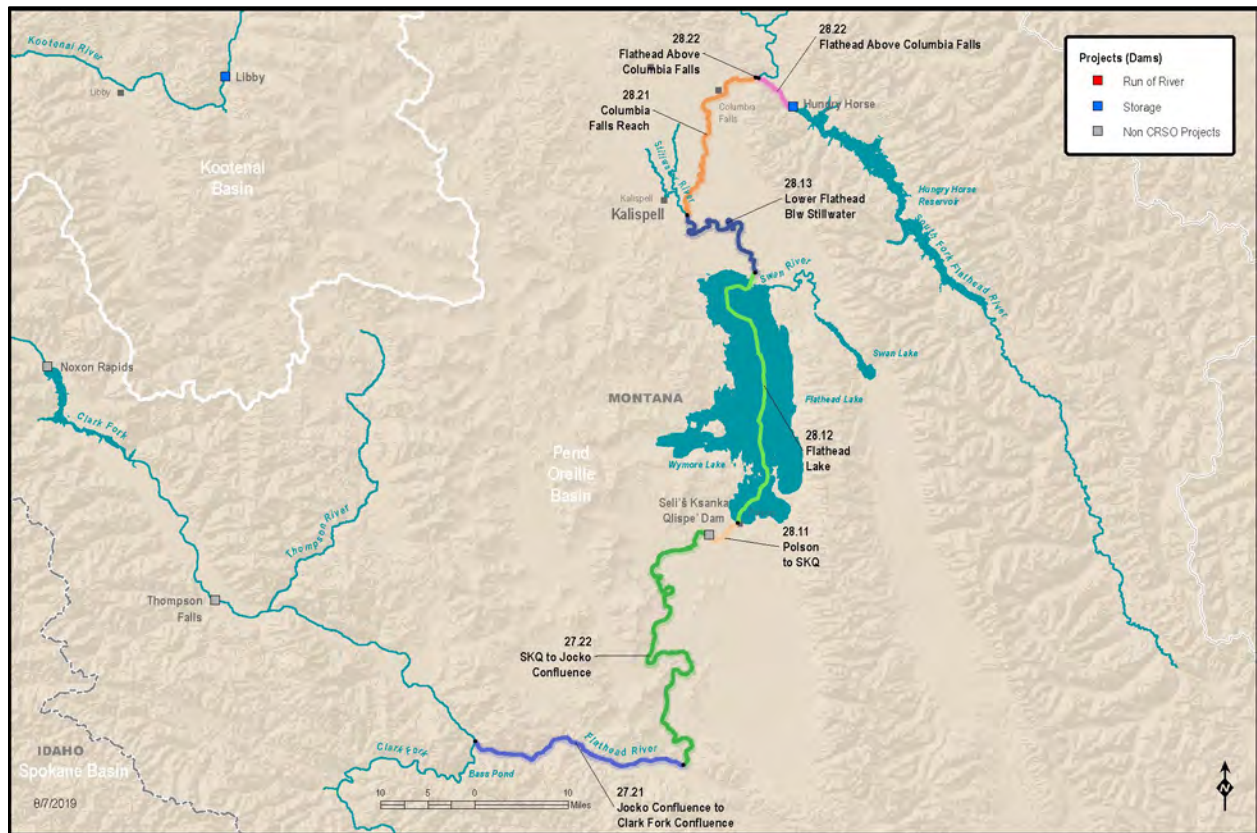 Kootenai River
Libby
Libby
Kootenai
Basin
28.22
Flathead Above
Columbia Falls
28.22
Flathead Above Columbia Falls
Projects (Dams)
Run of River
Storage
Non CRSO Projects
28.21
Columbia
Falls Reach
Columbia
Falls
Hungry Horse
Stillwater River
Kalispell
Kalispell
28.13
Lower Flathead
Blw Stillwater
Hungry Horse
Reservoir
South Fork Flathead River
Swan River
Swan Lake
Noxon Rapids
Clark Fork
MONTANA
Flathead Lake
28.12
Flathead
Lake
Pend
Oreille
Basin
Wymore Lake
Seli'š Ksanka
Qlispe' Dam
28.11
Polson
to SKQ
Thompson River
Thompson
Falls
27.22
SKQ to Jocko
Confluence
IDAHO
Spokane Basin
Clark Fork
Base Pond
Flathead River
27.21
Jocko Confluence to
Clark Fork Confluence
10 5 0 10
Miles
8/7/2019
N